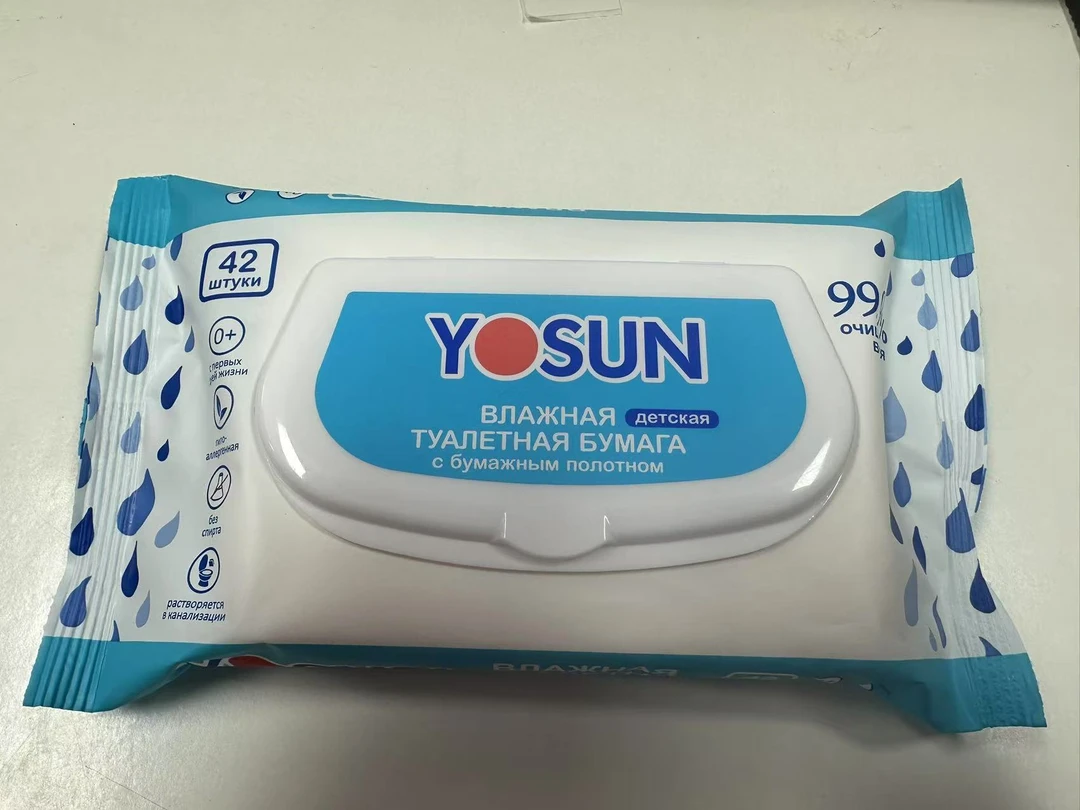 42
штуки
0+
с первых
дней жизни
гипо-
аллергенная
без
спирта
растворяется
в канализации
YOSUN
ВЛАЖНАЯ детская
ТУАЛЕТНАЯ БУМАГА
с бумажным полотном
99%
ВЛАЖНАЯ